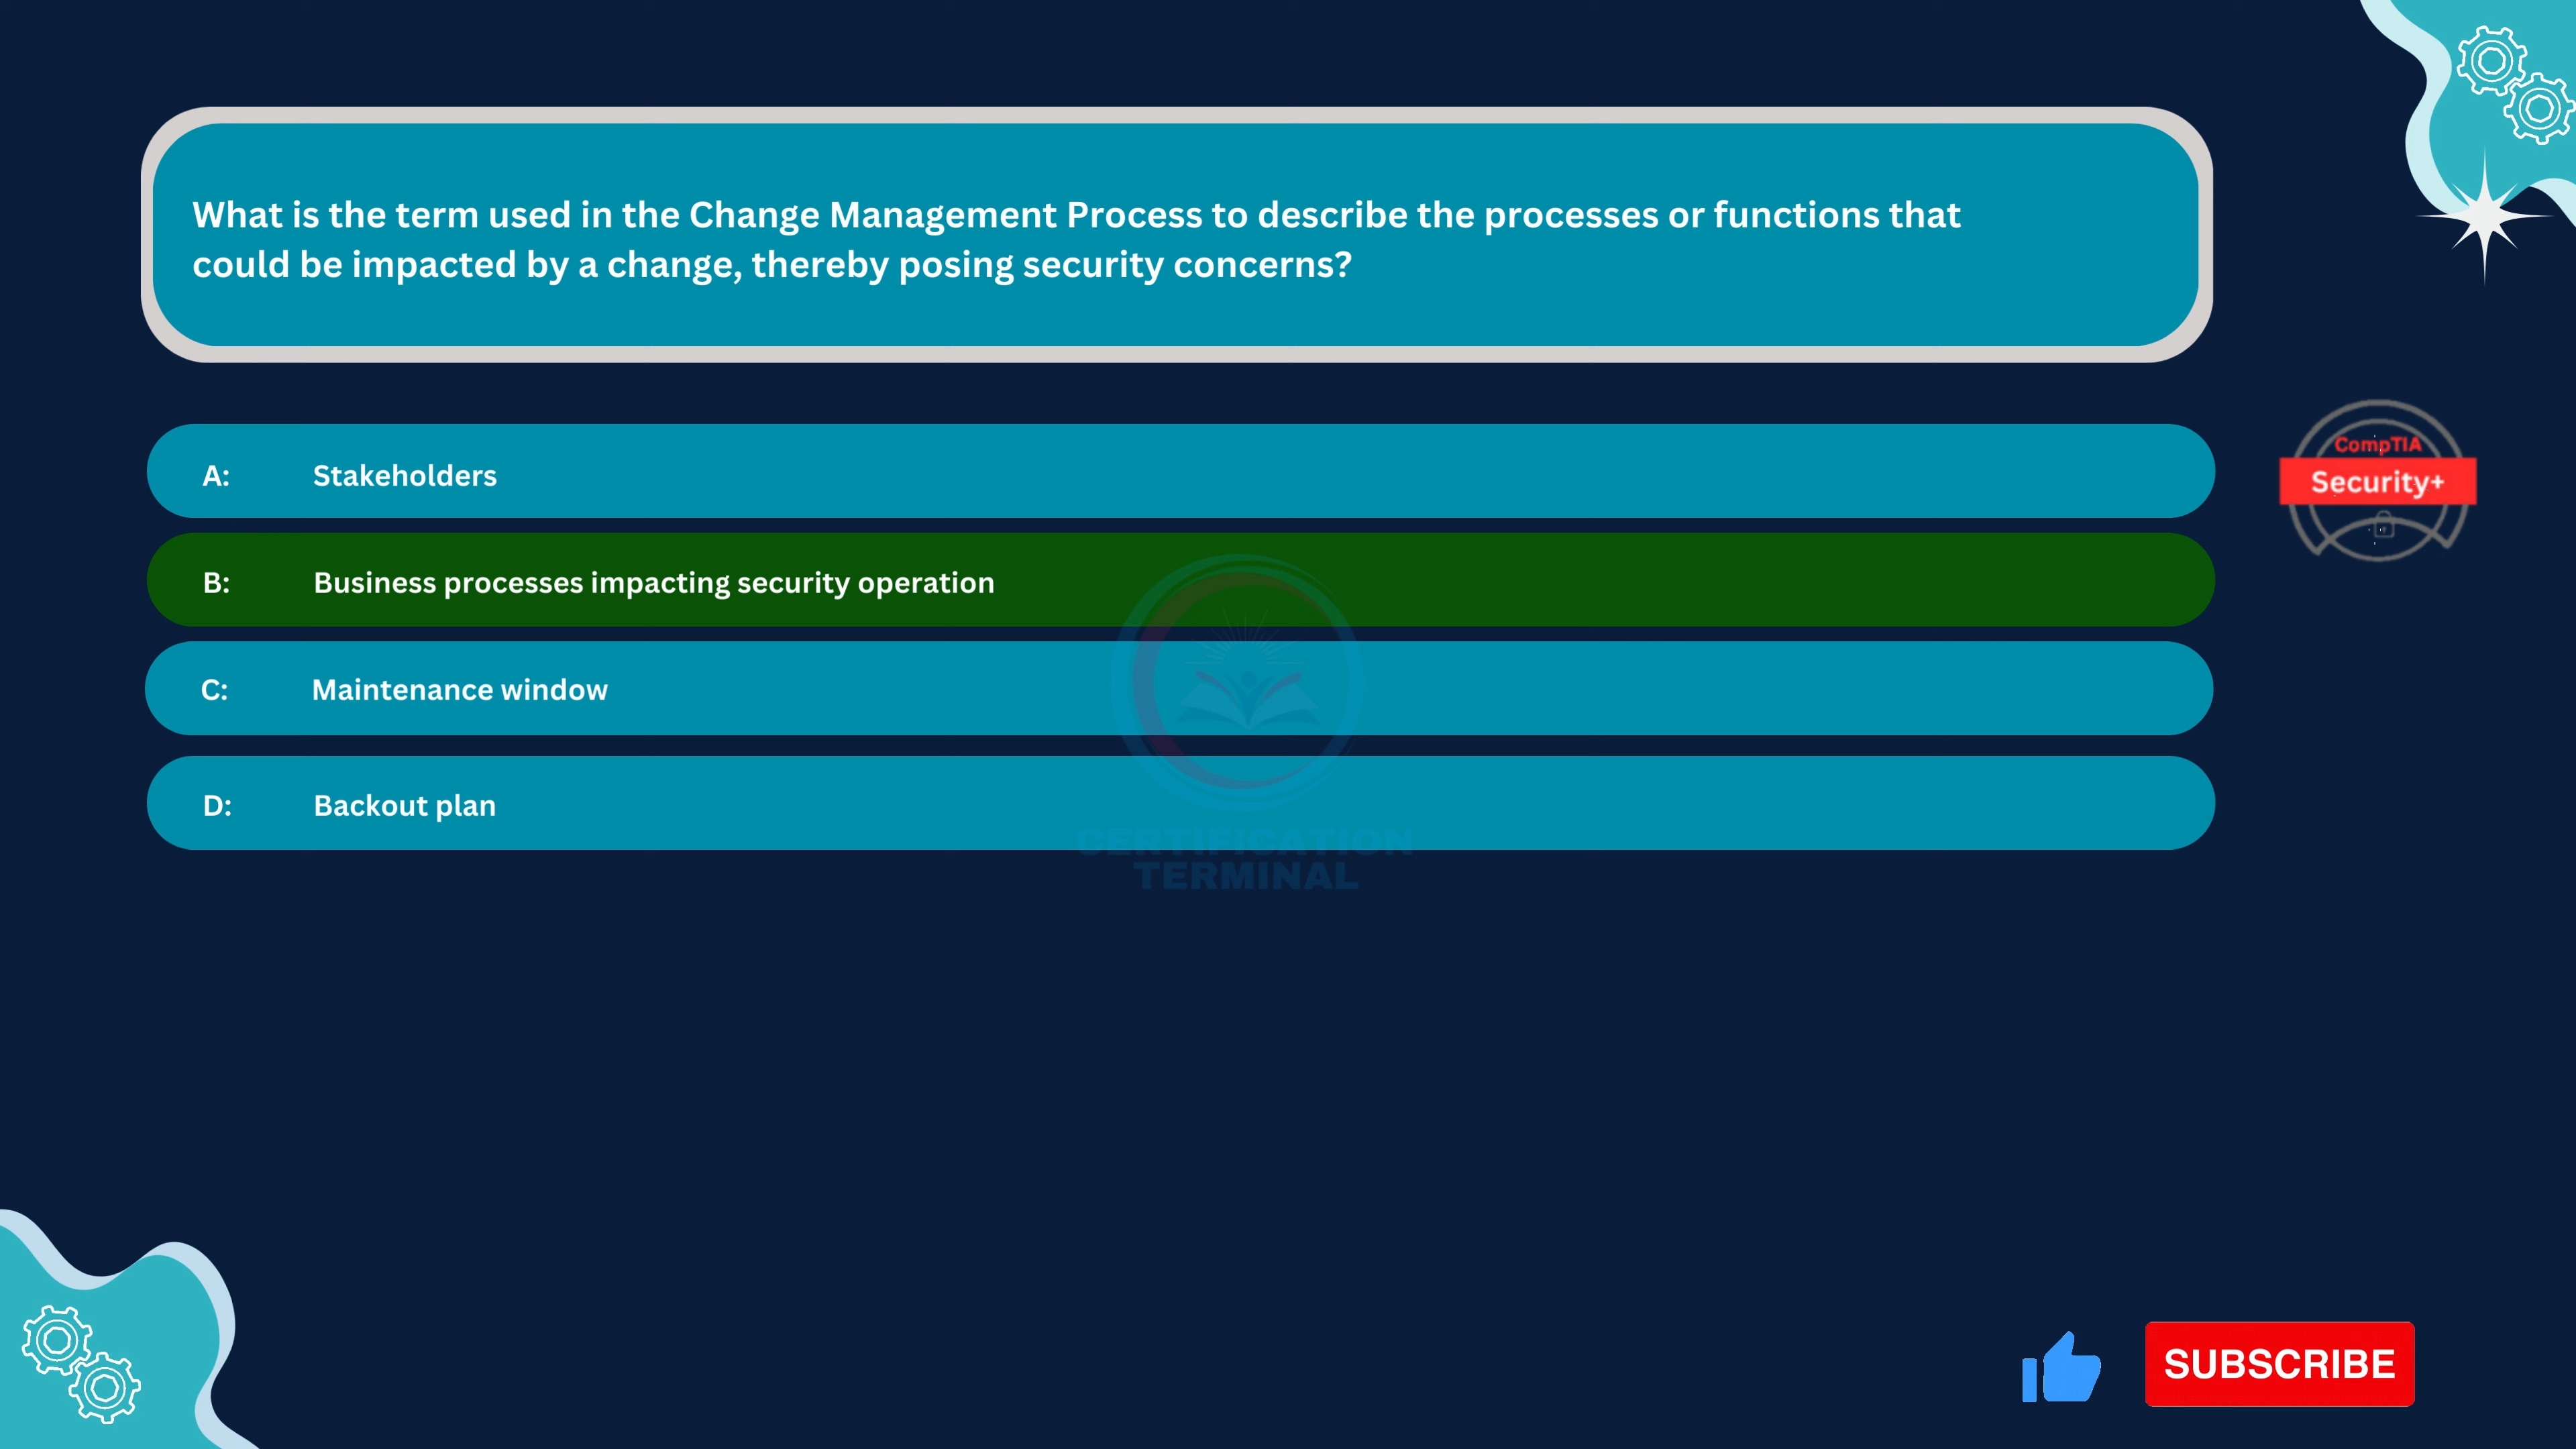 What is the term used in the Change Management Process to describe the processes or functions that
could be impacted by a change, thereby posing security concerns?
A: Stakeholders
CompTIA
Security+
B: Business processes impacting security operation
C: Maintenance window
D: Backout plan
CERTIFICATION
TERMINAL
SUBSCRIBE